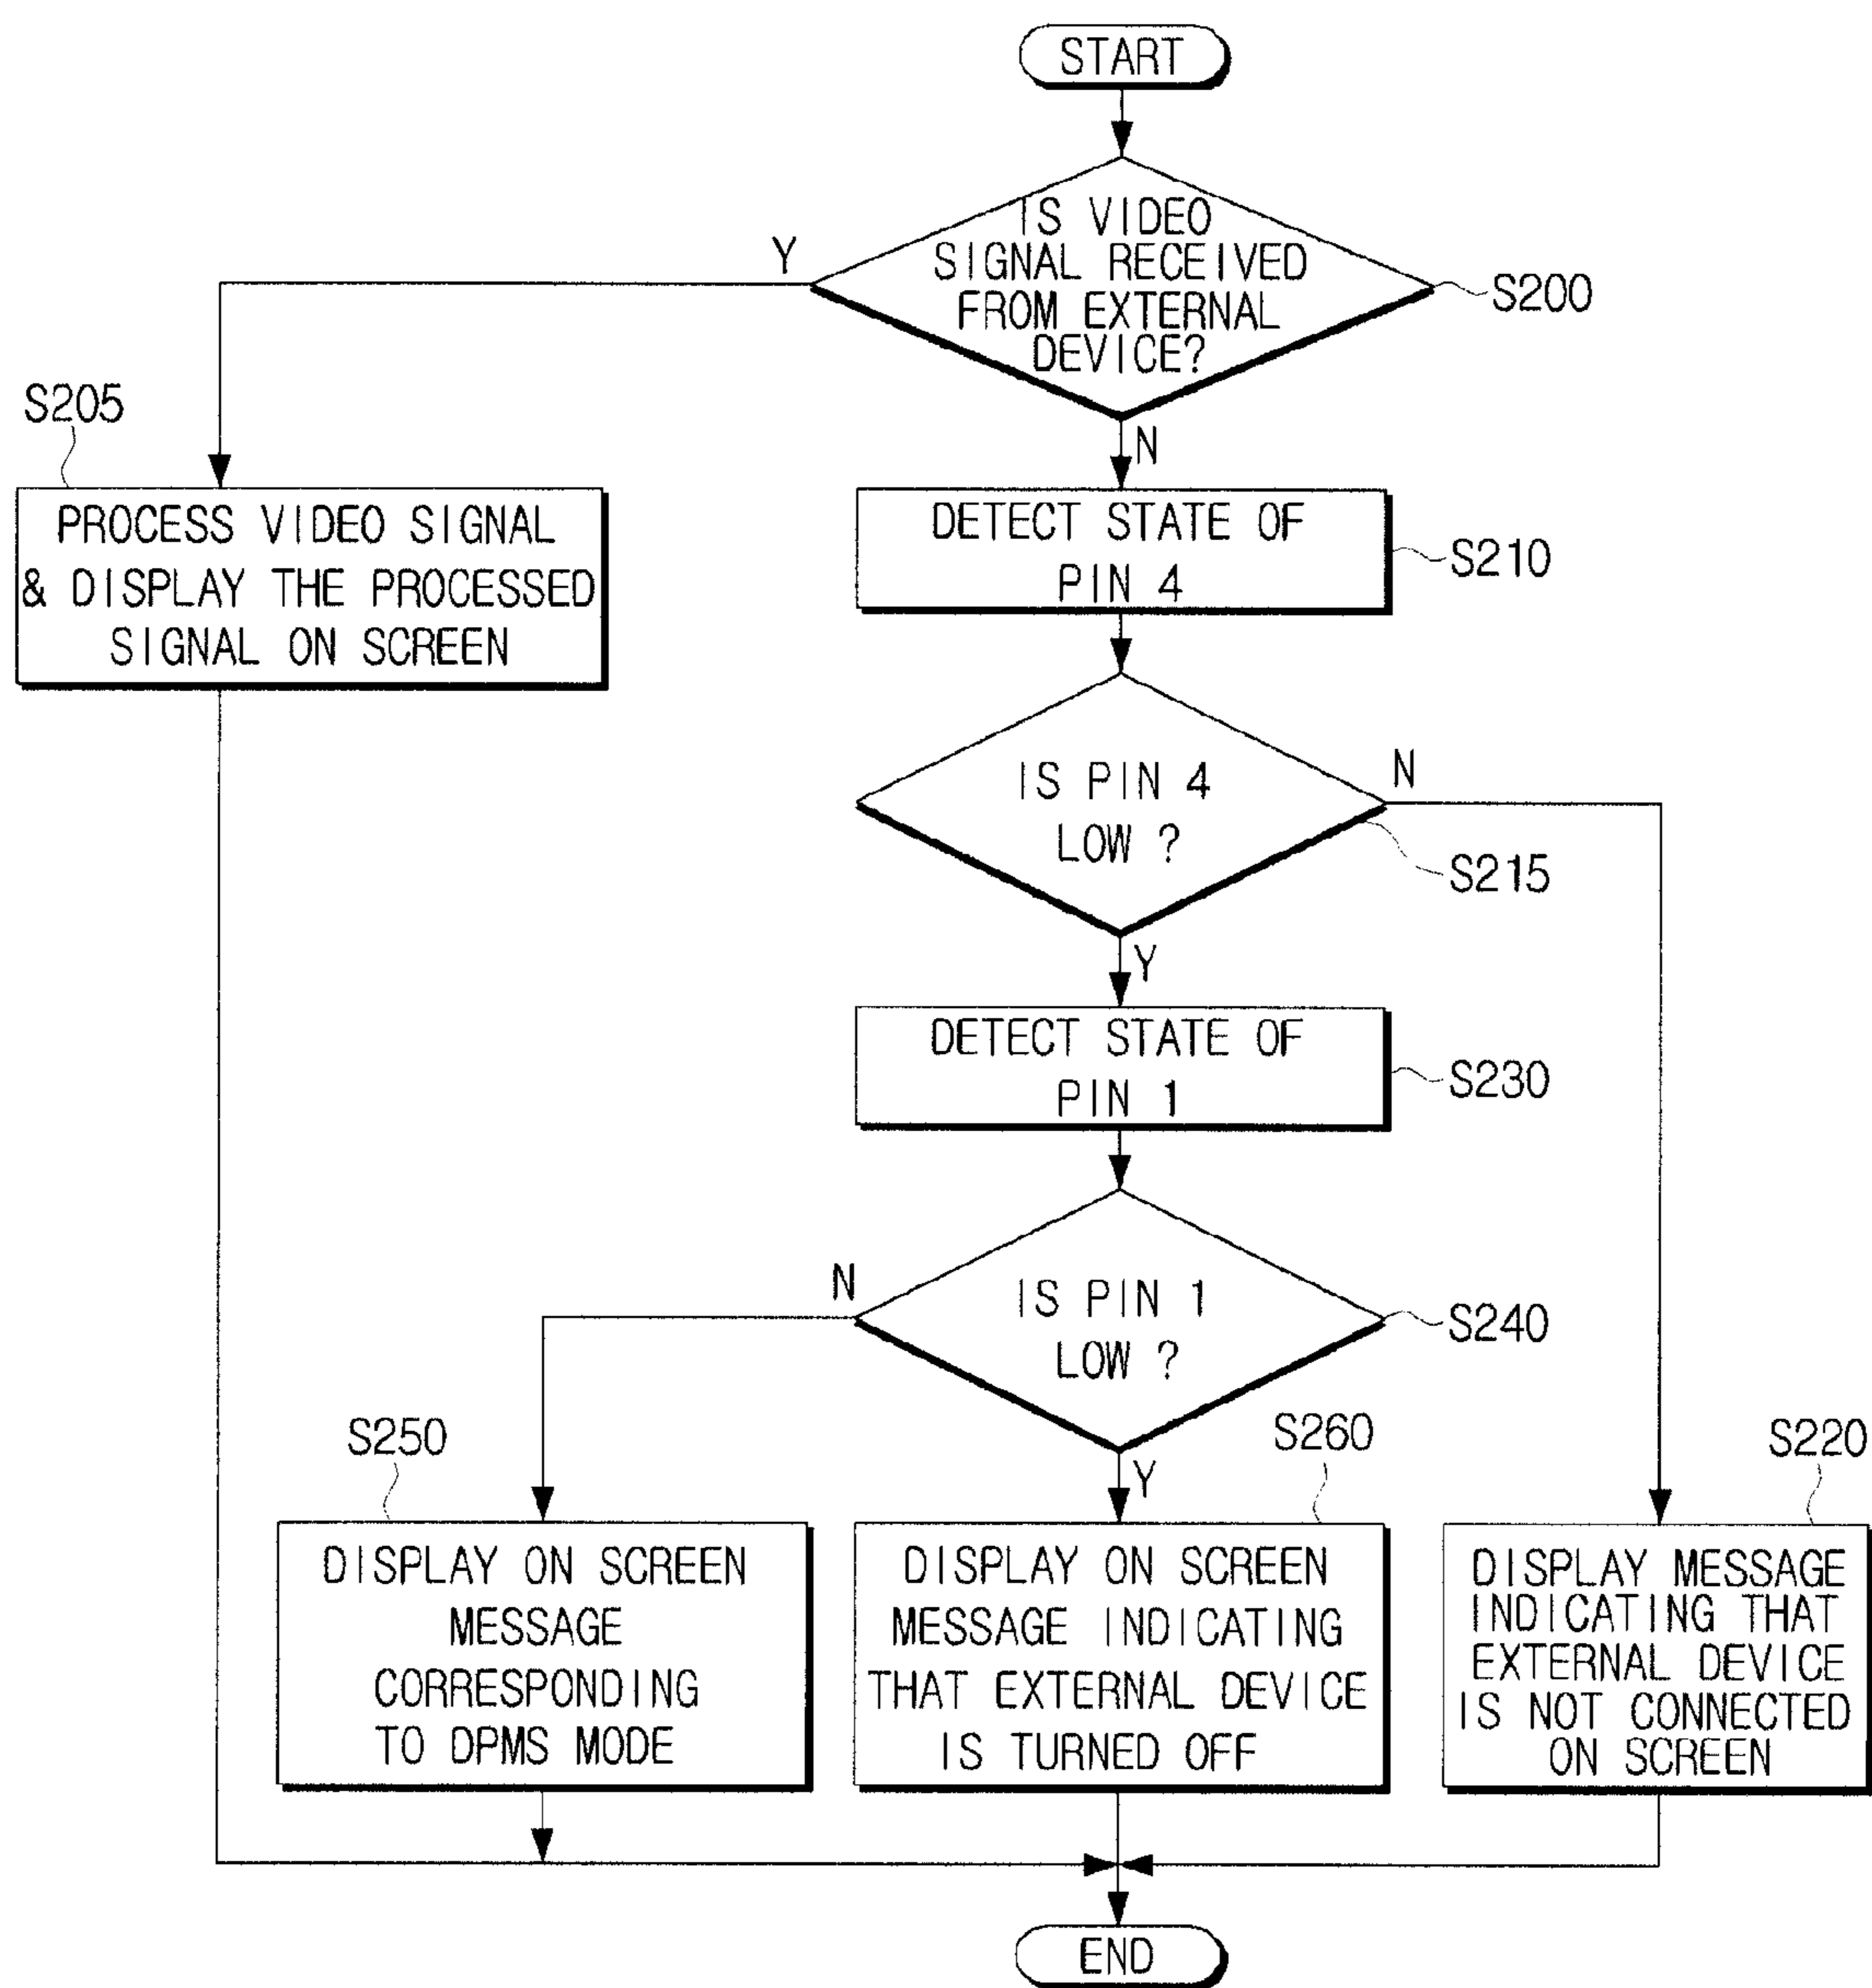 START
IS VIDEO
SIGNAL RECEIVED
FROM EXTERNAL
DEVICE?
S200
Y
N
S205
PROCESS VIDEO SIGNAL
& DISPLAY THE PROCESSED
SIGNAL ON SCREEN
DETECT STATE OF
PIN 4
S210
IS PIN 4
LOW ?
N
S215
Y
DETECT STATE OF
PIN 1
S230
IS PIN 1
LOW ?
N
S240
Y
S250
DISPLAY ON SCREEN
MESSAGE
CORRESPONDING
TO DPMS MODE
S260
DISPLAY ON SCREEN
MESSAGE INDICATING
THAT EXTERNAL DEVICE
IS TURNED OFF
S220
DISPLAY MESSAGE
INDICATING THAT
EXTERNAL DEVICE
IS NOT CONNECTED
ON SCREEN
END